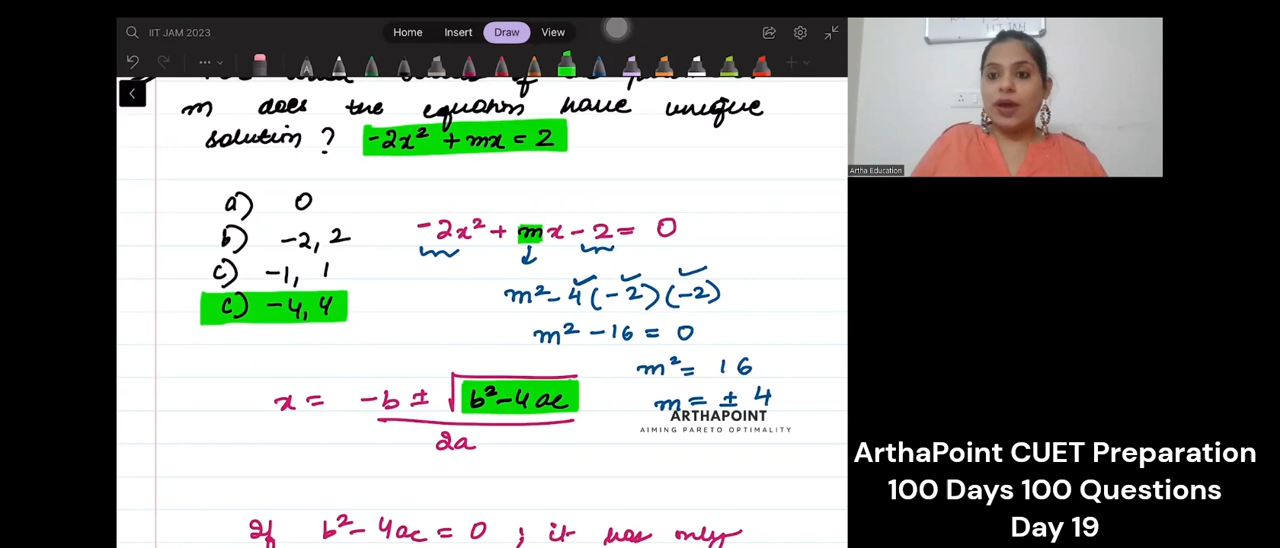 IIT JAM 2023
Home Insert Draw View
m does the equation have unique
solution ? -2x² + mx = 2
Artha Education
a) 0
b) -2, 2
c) -1, 1
c) -4, 4
-2x² + mx - 2 = 0
m² - 4(-2)(-2)
m² - 16 = 0
m² = 16
m = ± 4
x = -b ± √b² - 4ac
2a
ARTHAPOINT
AIMING PARETO OPTIMALITY
If b² - 4ac = 0 ; it has only
ArthaPoint CUET Preparation
100 Days 100 Questions
Day 19